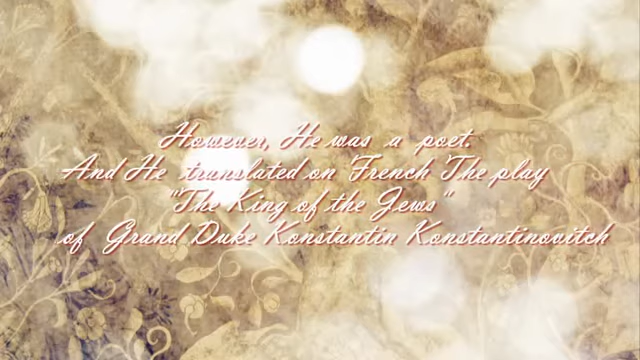 However, He was a poet.
And He translated on French The play
"The King of the Jews"
of Grand Duke Konstantin Konstantinovitch